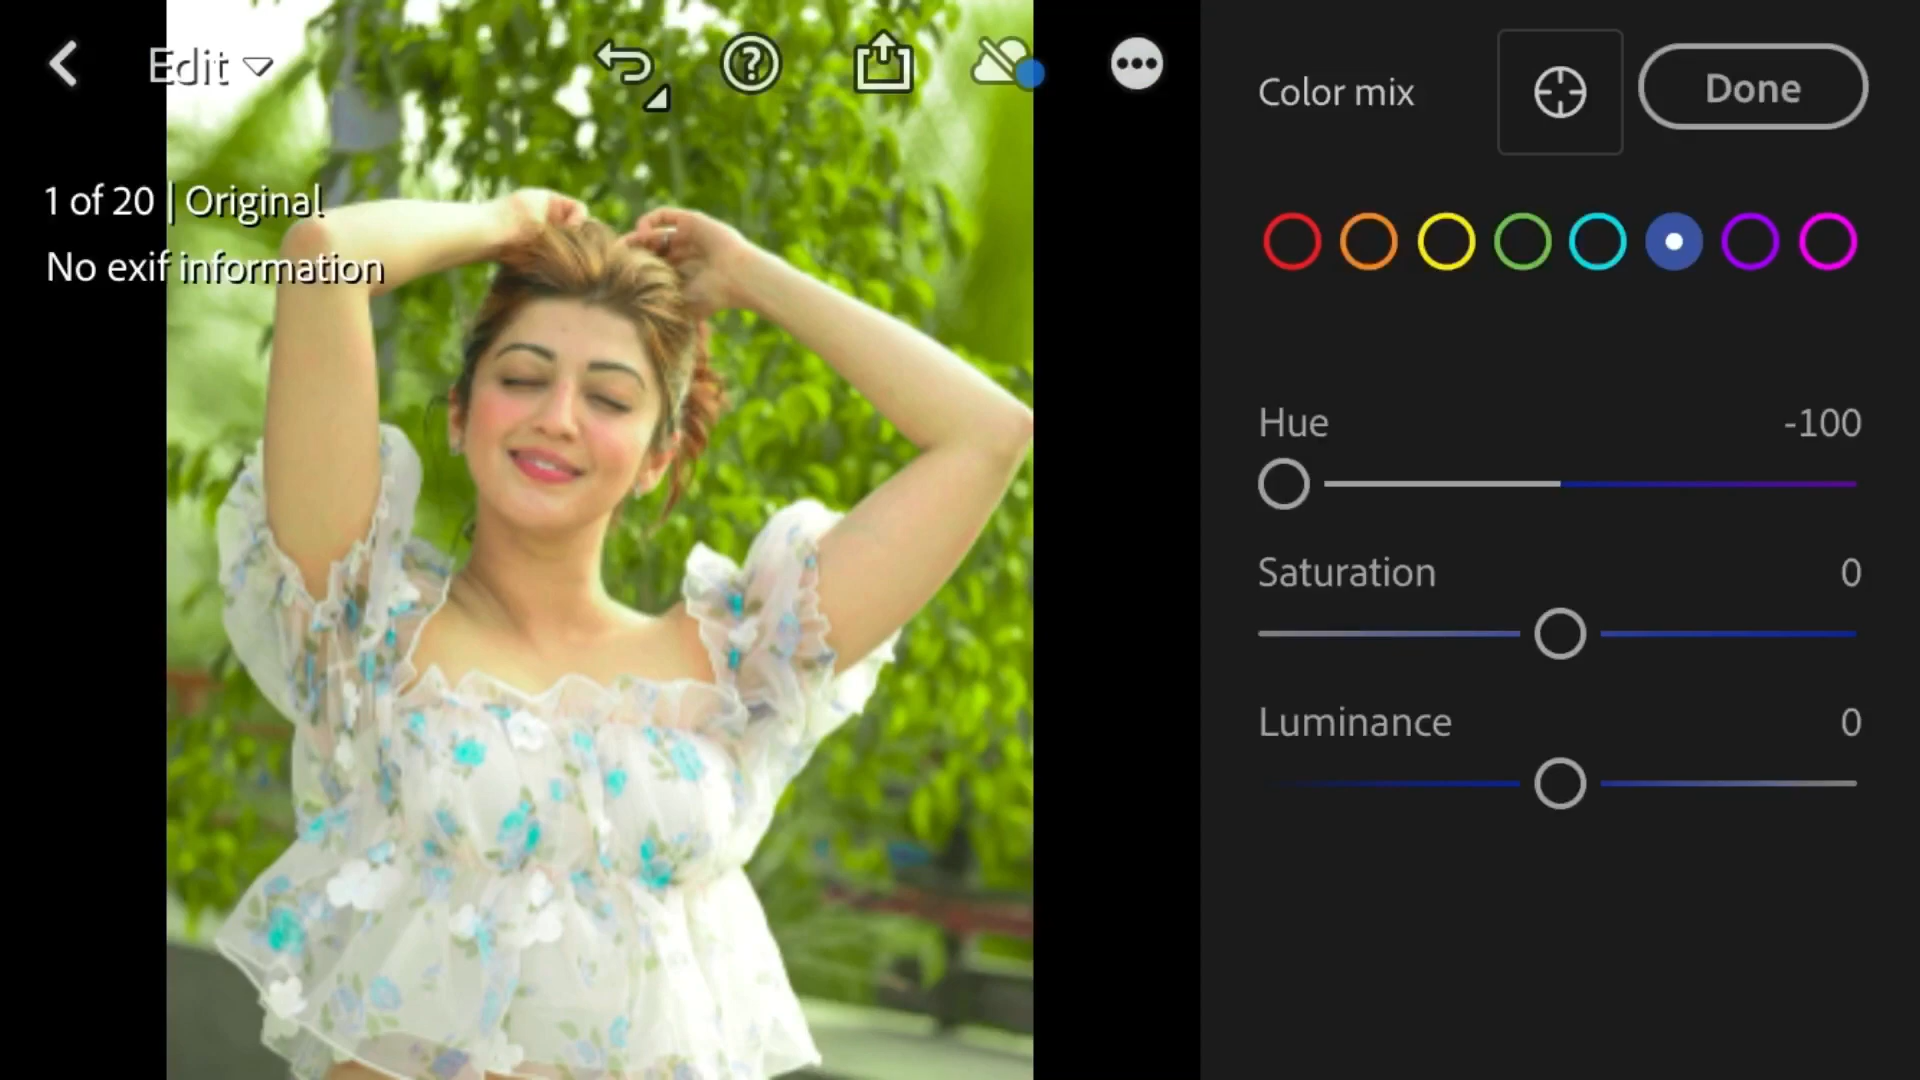 Edit
1 of 20 | Original
No exif information
Color mix
Done
Hue -100
Saturation 0
Luminance 0